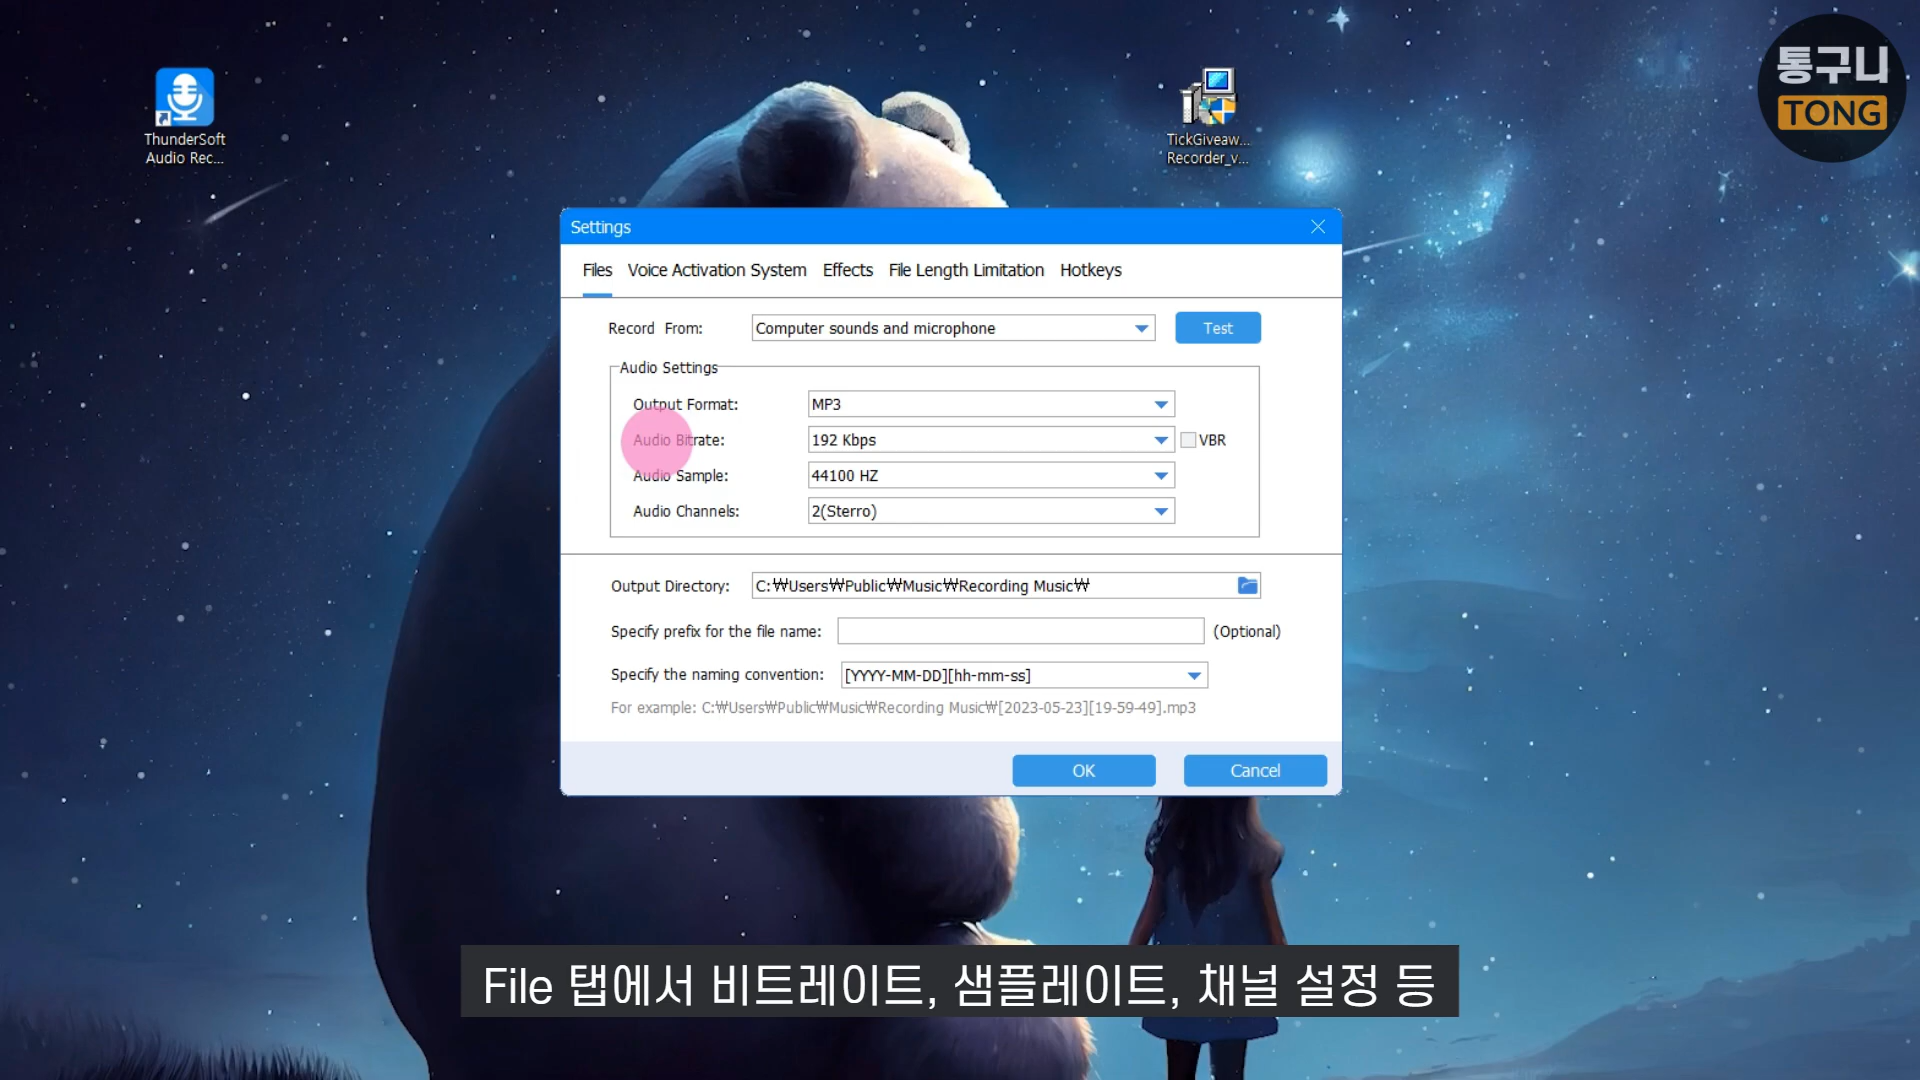 통구니
TONG
ThunderSoft
Audio Rec...
TickGiveaw...
Recorder_v...
Settings
Files Voice Activation System Effects File Length Limitation Hotkeys
Record From: Computer sounds and microphone Test
Audio Settings
Output Format: MP3
Audio Bitrate: 192 Kbps VBR
Audio Sample: 44100 HZ
Audio Channels: 2(Sterro)
Output Directory: C:₩Users₩Public₩Music₩Recording Music₩
Specify prefix for the file name: (Optional)
Specify the naming convention: [YYYY-MM-DD][hh-mm-ss]
For example: C:₩Users₩Public₩Music₩Recording Music₩[2023-05-23][19-59-49].mp3
OK Cancel
File 탭에서 비트레이트, 샘플레이트, 채널 설정 등